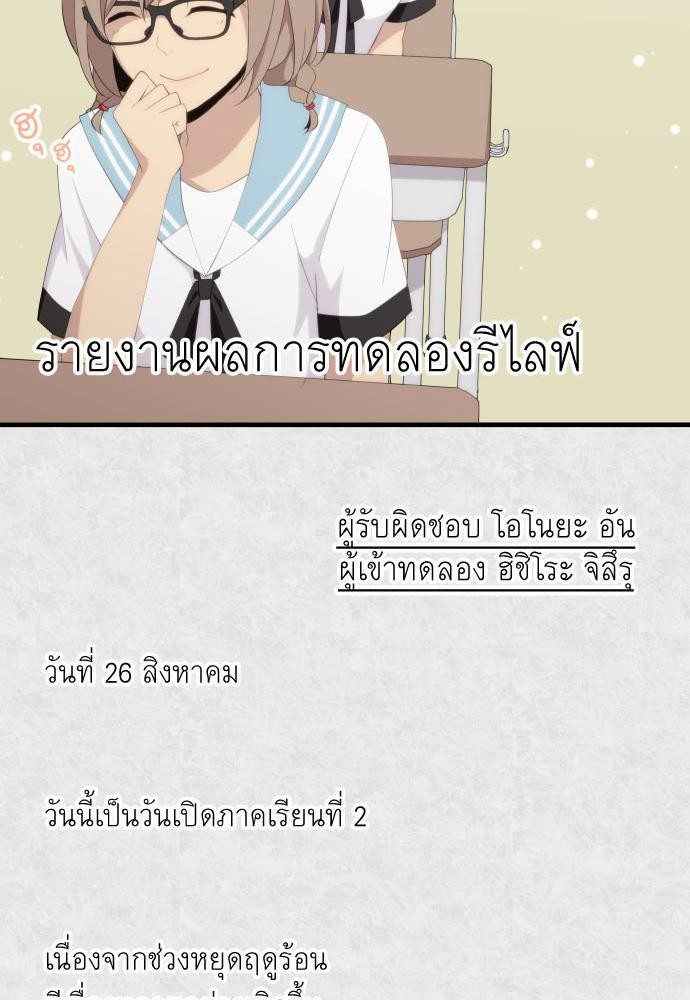 ฮุ ฮุ
รายงานผลการทดลองรีไลฟ์
ผู้รับผิดชอบ โอโนยะ อัน
ผู้เข้าทดลอง ฮิชิโระ จิสึรุ
วันที่ 26 สิงหาคม
วันนี้เป็นวันเปิดภาคเรียนที่ 2
เนื่องจากช่วงหยุดฤดูร้อน